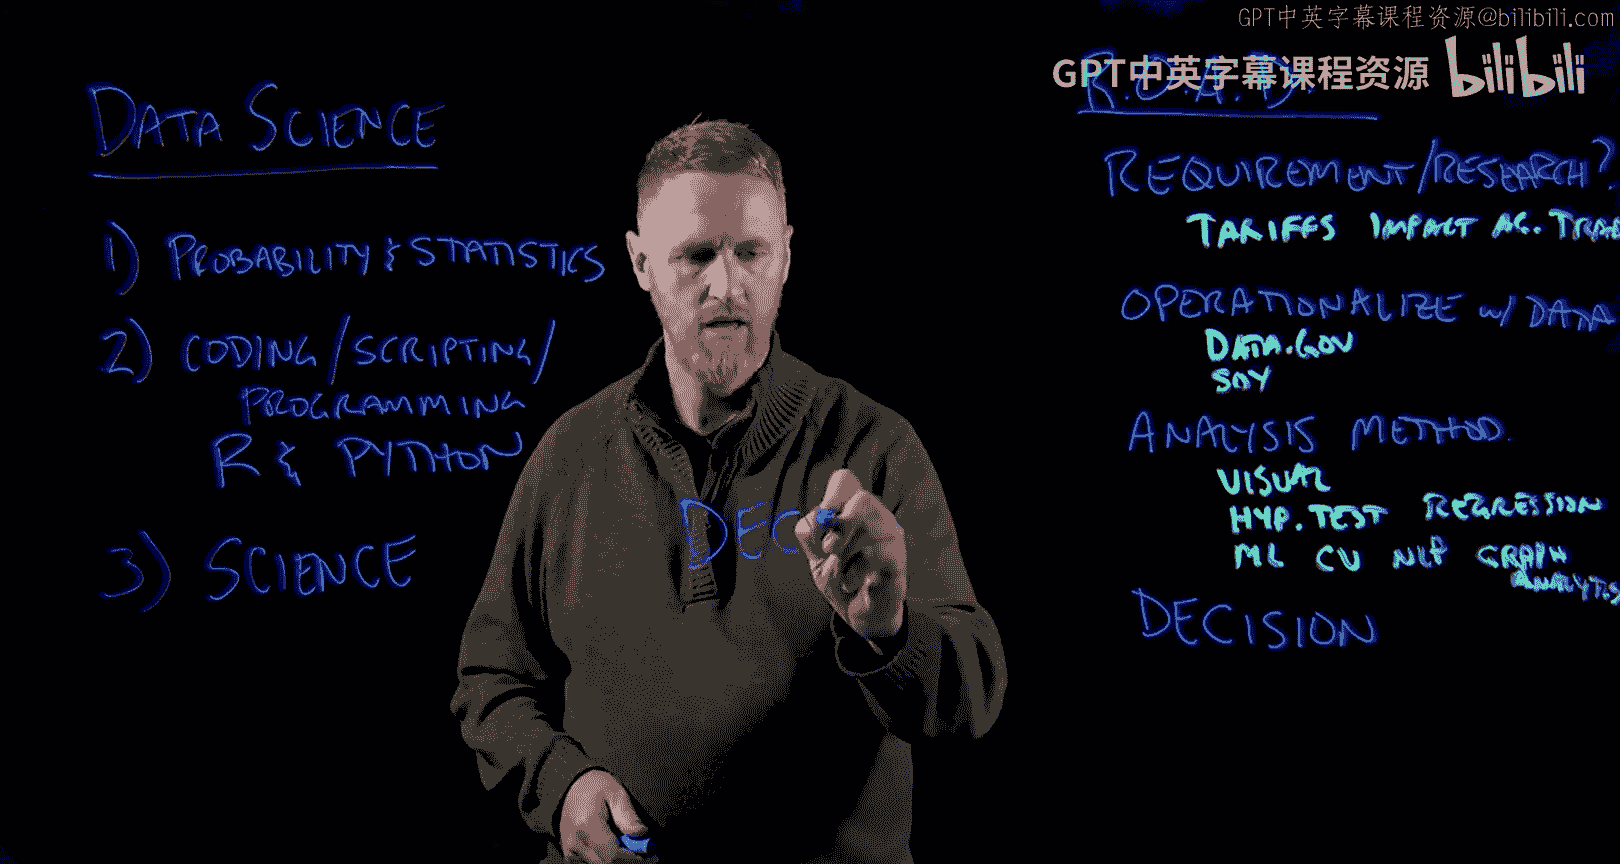 GPT中英字幕课程资源@bilibili.com
GPT中英字幕课程资源 bilibili
DATA SCIENCE
1) PROBABILITY & STATISTICS
2) CODING/SCRIPTING/
PROGRAMMING
R & PYTHON
3) SCIENCE
DEC
R.O.A.D.
REQUIREMENT/RESEARCH?
TARIFFS IMPACT AG. TRAD
OPERATIONALIZE w/ DATA
DATA.GOV
SOY
ANALYSIS METHOD.
VISUAL
HYP. TEST REGRESSION
ML CV NLP GRAPH
ANALYTICS
DECISION